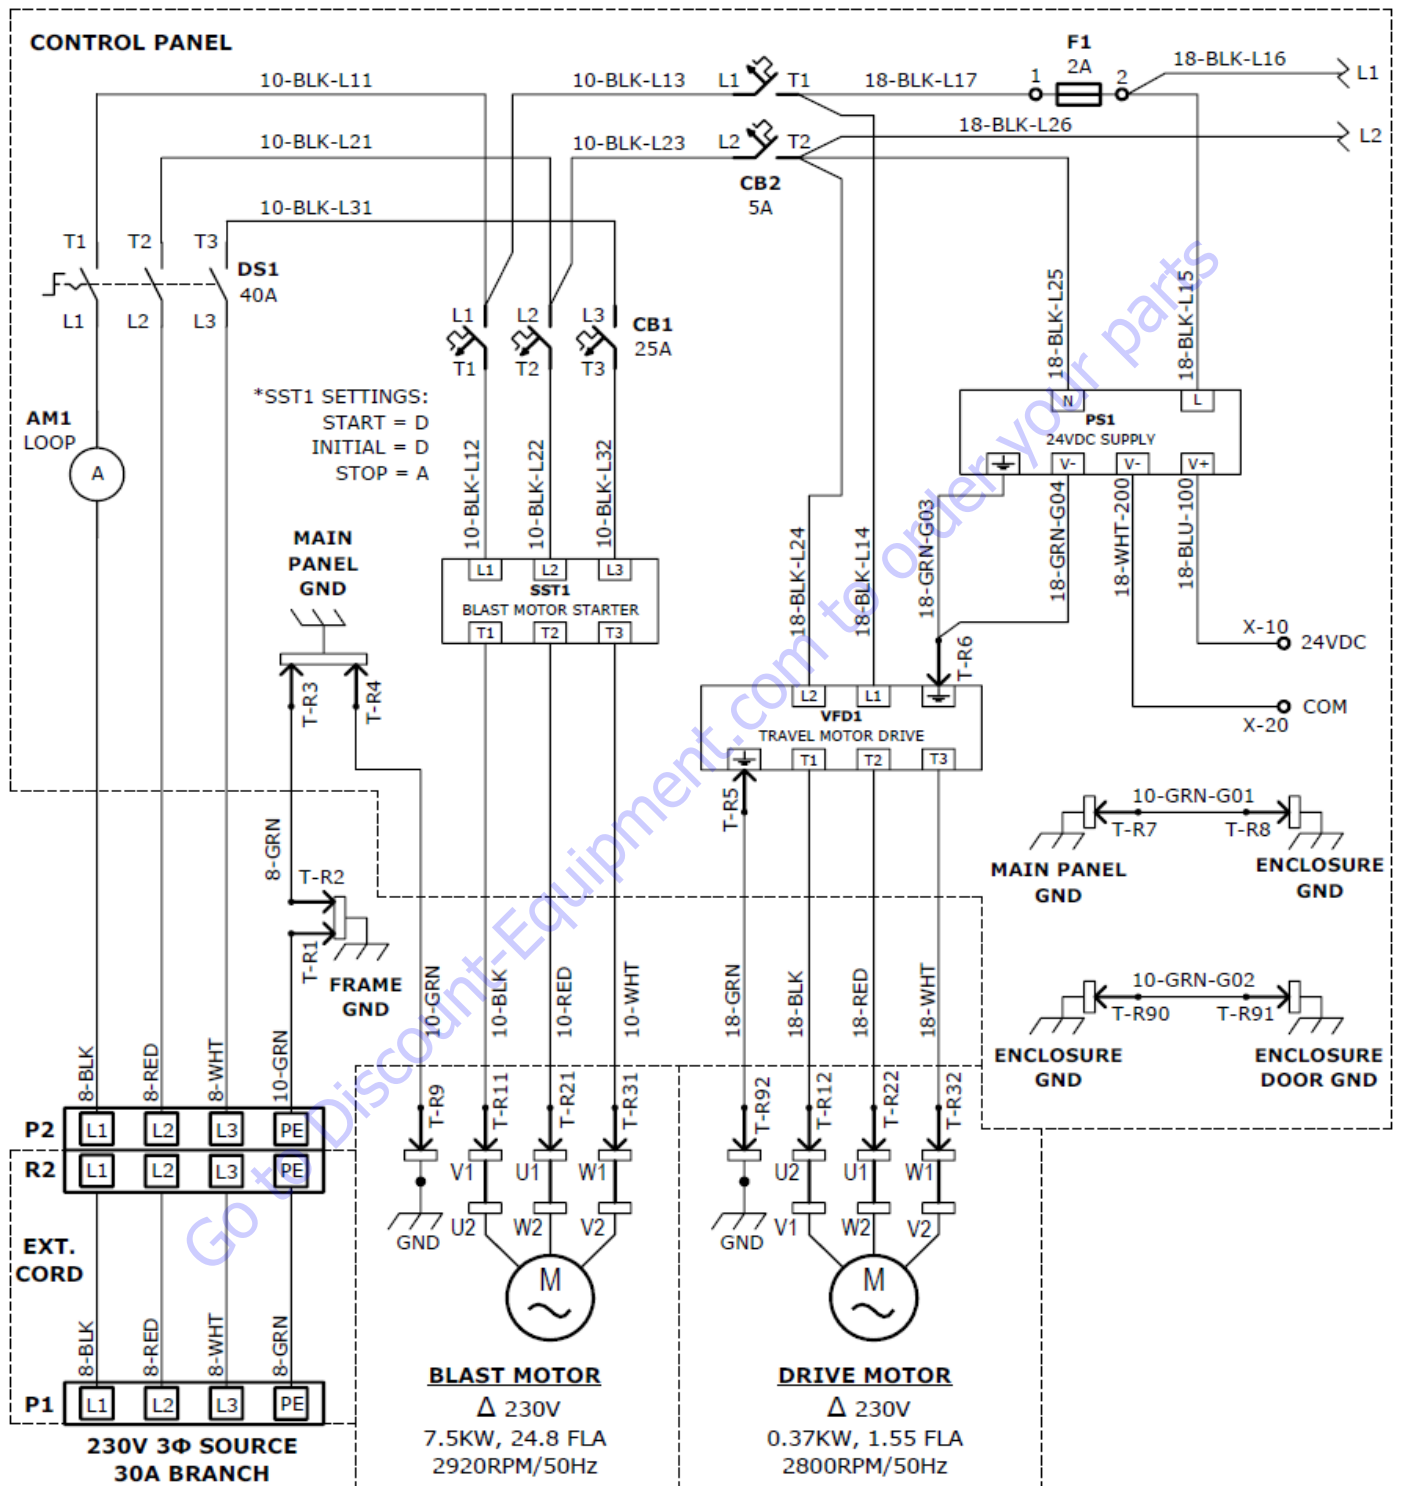 CONTROL PANEL
10-BLK-L11
10-BLK-L13
L1
T1
18-BLK-L17
F1
2A
1
2
18-BLK-L16
L1
10-BLK-L21
10-BLK-L23
L2
T2
18-BLK-L26
L2
CB2
5A
10-BLK-L31
T1
T2
T3
DS1
40A
L1
L2
L3
L1
L2
L3
CB1
25A
T1
T2
T3
18-BLK-L25
18-BLK-L15
*SST1 SETTINGS:
START = D
INITIAL = D
STOP = A
AM1
LOOP
A
10-BLK-L12
10-BLK-L22
10-BLK-L32
N
L
PS1
24VDC SUPPLY
V-
V-
V+
MAIN
PANEL
GND
L1
L2
L3
SST1
BLAST MOTOR STARTER
T1
T2
T3
18-BLK-L24
18-BLK-L14
18-GRN-G03
18-GRN-G04
18-WHT-200
18-BLU-100
X-10
24VDC
COM
X-20
T-R3
T-R4
T-R6
L2
L1
VFD1
TRAVEL MOTOR DRIVE
T1
T2
T3
T-R5
8-GRN
T-R2
T-R1
FRAME
GND
10-GRN-G01
T-R7
T-R8
MAIN PANEL
GND
ENCLOSURE
GND
10-GRN-G02
T-R90
T-R91
ENCLOSURE
GND
ENCLOSURE
DOOR GND
10-GRN
10-BLK
10-RED
10-WHT
18-GRN
18-BLK
18-RED
18-WHT
8-BLK
8-RED
8-WHT
10-GRN
T-R9
T-R11
T-R21
T-R31
T-R92
T-R12
T-R22
T-R32
P2
L1
L2
L3
PE
R2
L1
L2
L3
PE
V1
U1
W1
U2
U1
W1
U2
W2
V2
V1
W2
V2
GND
GND
EXT.
CORD
M
M
8-BLK
8-RED
8-WHT
8-GRN
P1
L1
L2
L3
PE
230V 3Φ SOURCE
30A BRANCH
BLAST MOTOR
Δ 230V
7.5KW, 24.8 FLA
2920RPM/50Hz
DRIVE MOTOR
Δ 230V
0.37KW, 1.55 FLA
2800RPM/50Hz
Go to Discount-Equipment.com to order your parts